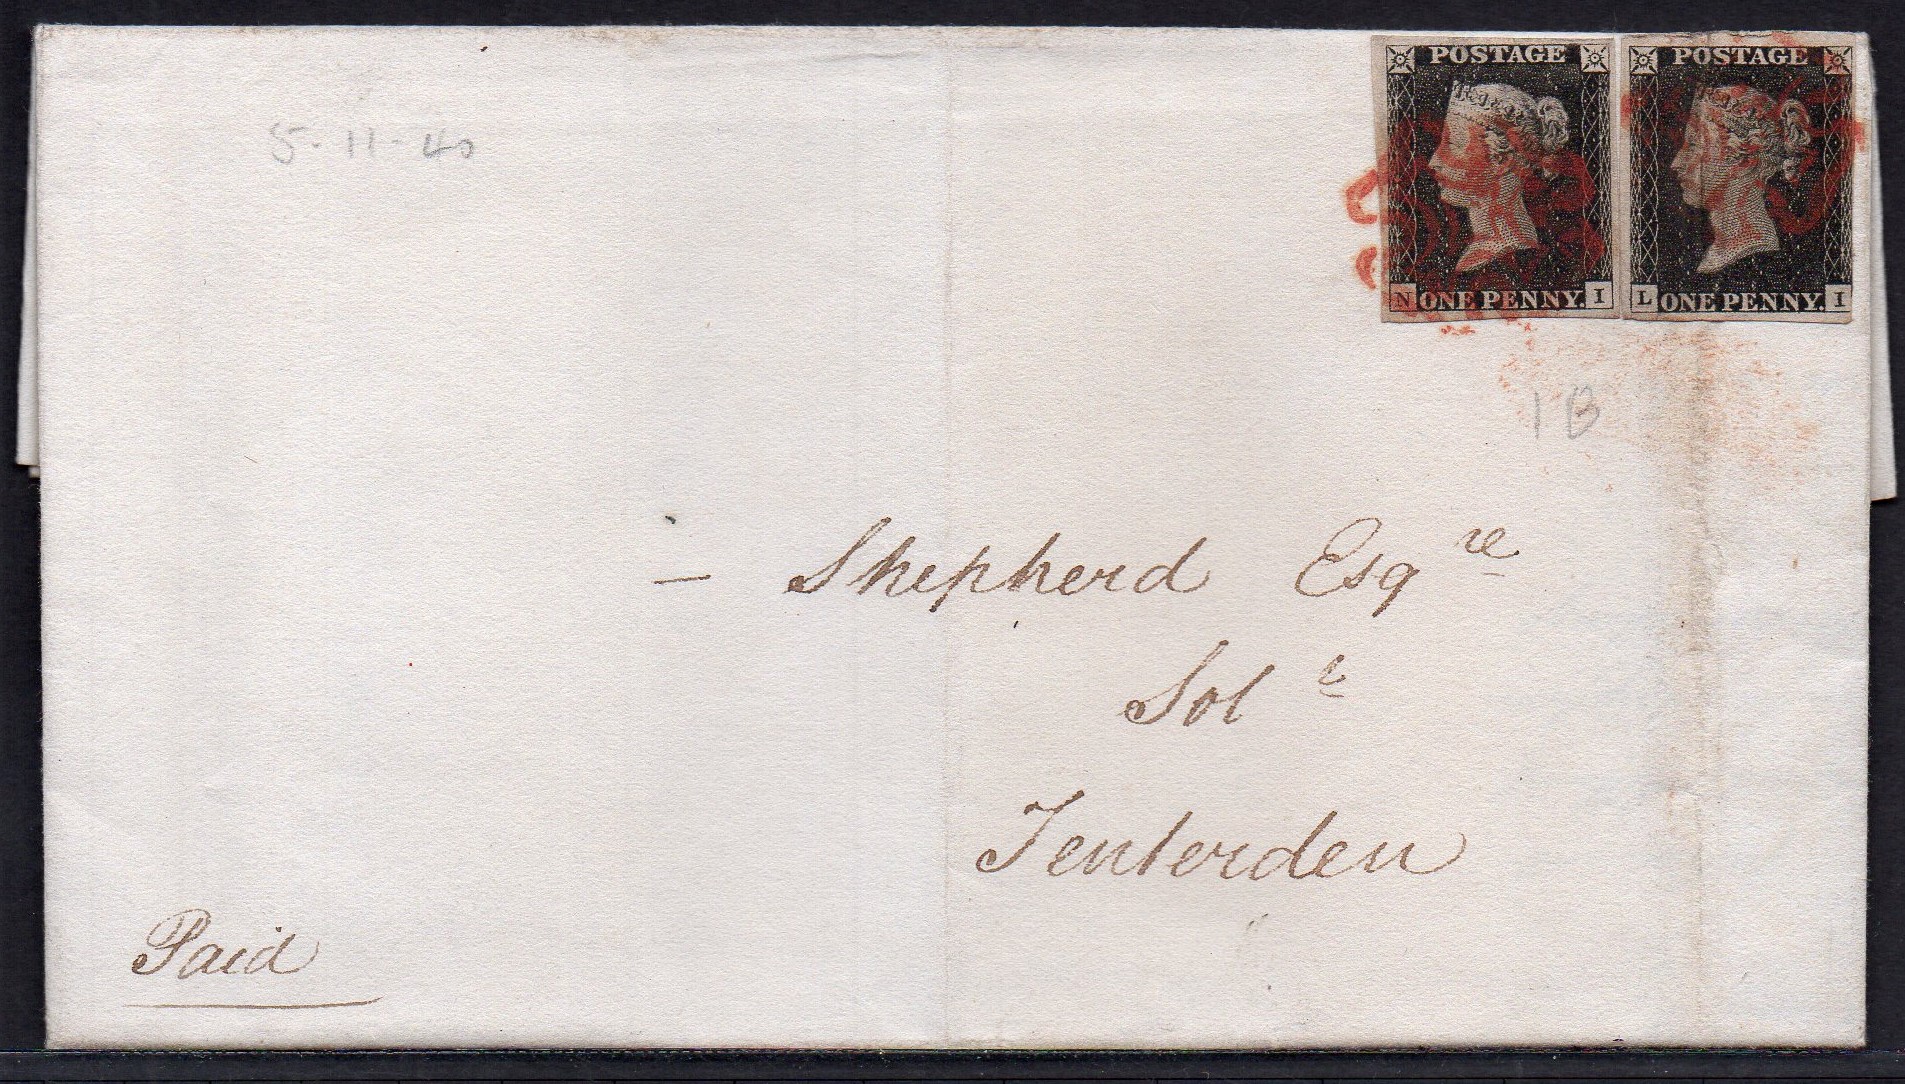 5-11-40
POSTAGE POSTAGE
N ONE PENNY. I L ONE PENNY. I
1B
— Shepherd Esqre
Solr
Tenterden
Paid